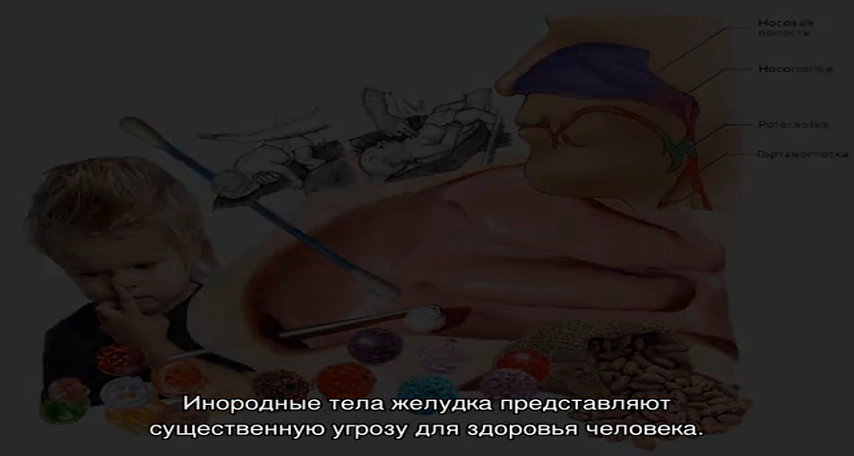 Носовая
полость
Носоглотка
Ротоглотка
Гортаноглотка
Инородные тела желудка представляют
существенную угрозу для здоровья человека.